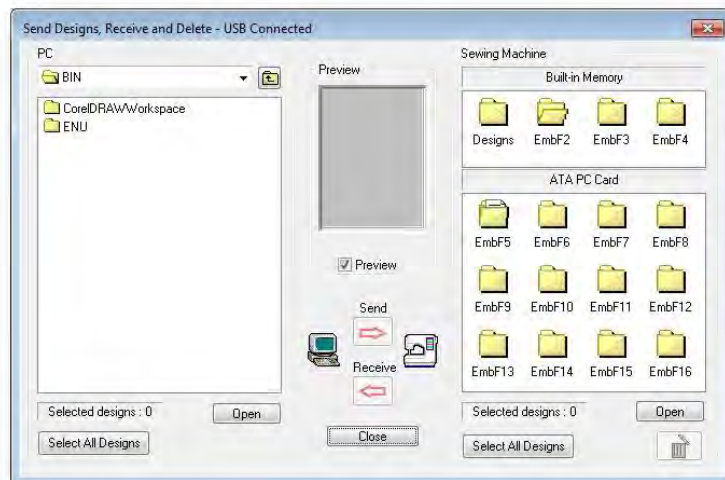 Send Designs, Receive and Delete - USB Connected
PC
BIN
CorelDRAWWorkspace
ENU
Selected designs : 0
Open
Select All Designs
Preview
Preview
Send
Receive
Close
Sewing Machine
Built-in Memory
Designs EmbF2 EmbF3 EmbF4
ATA PC Card
EmbF5 EmbF6 EmbF7 EmbF8
EmbF9 EmbF10 EmbF11 EmbF12
EmbF13 EmbF14 EmbF15 EmbF16
Selected designs : 0
Open
Select All Designs